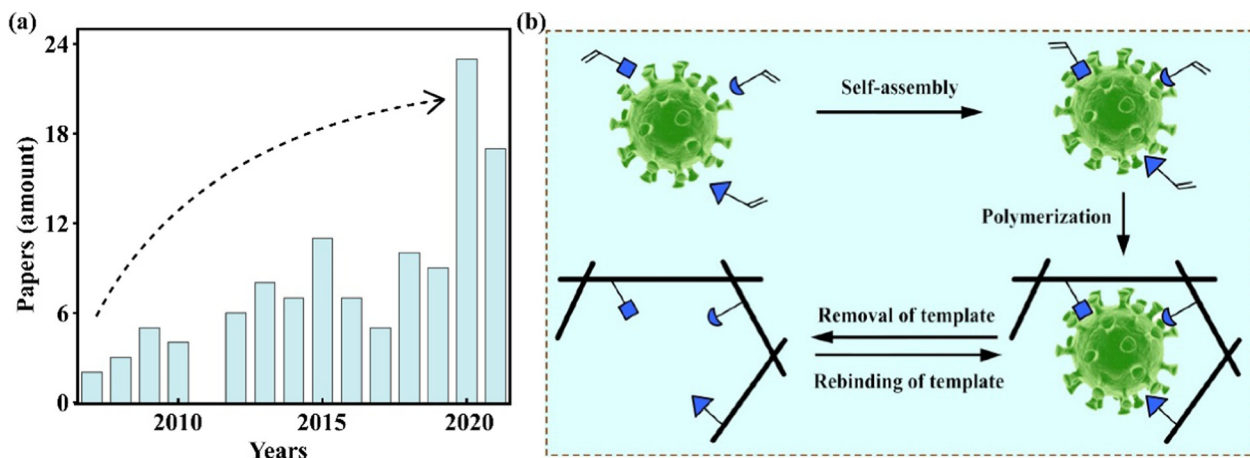 (a)
24
18
12
6
0
Papers (amount)
2010
2015
2020
Years
(b)
Self-assembly
Polymerization
Removal of template
Rebinding of template